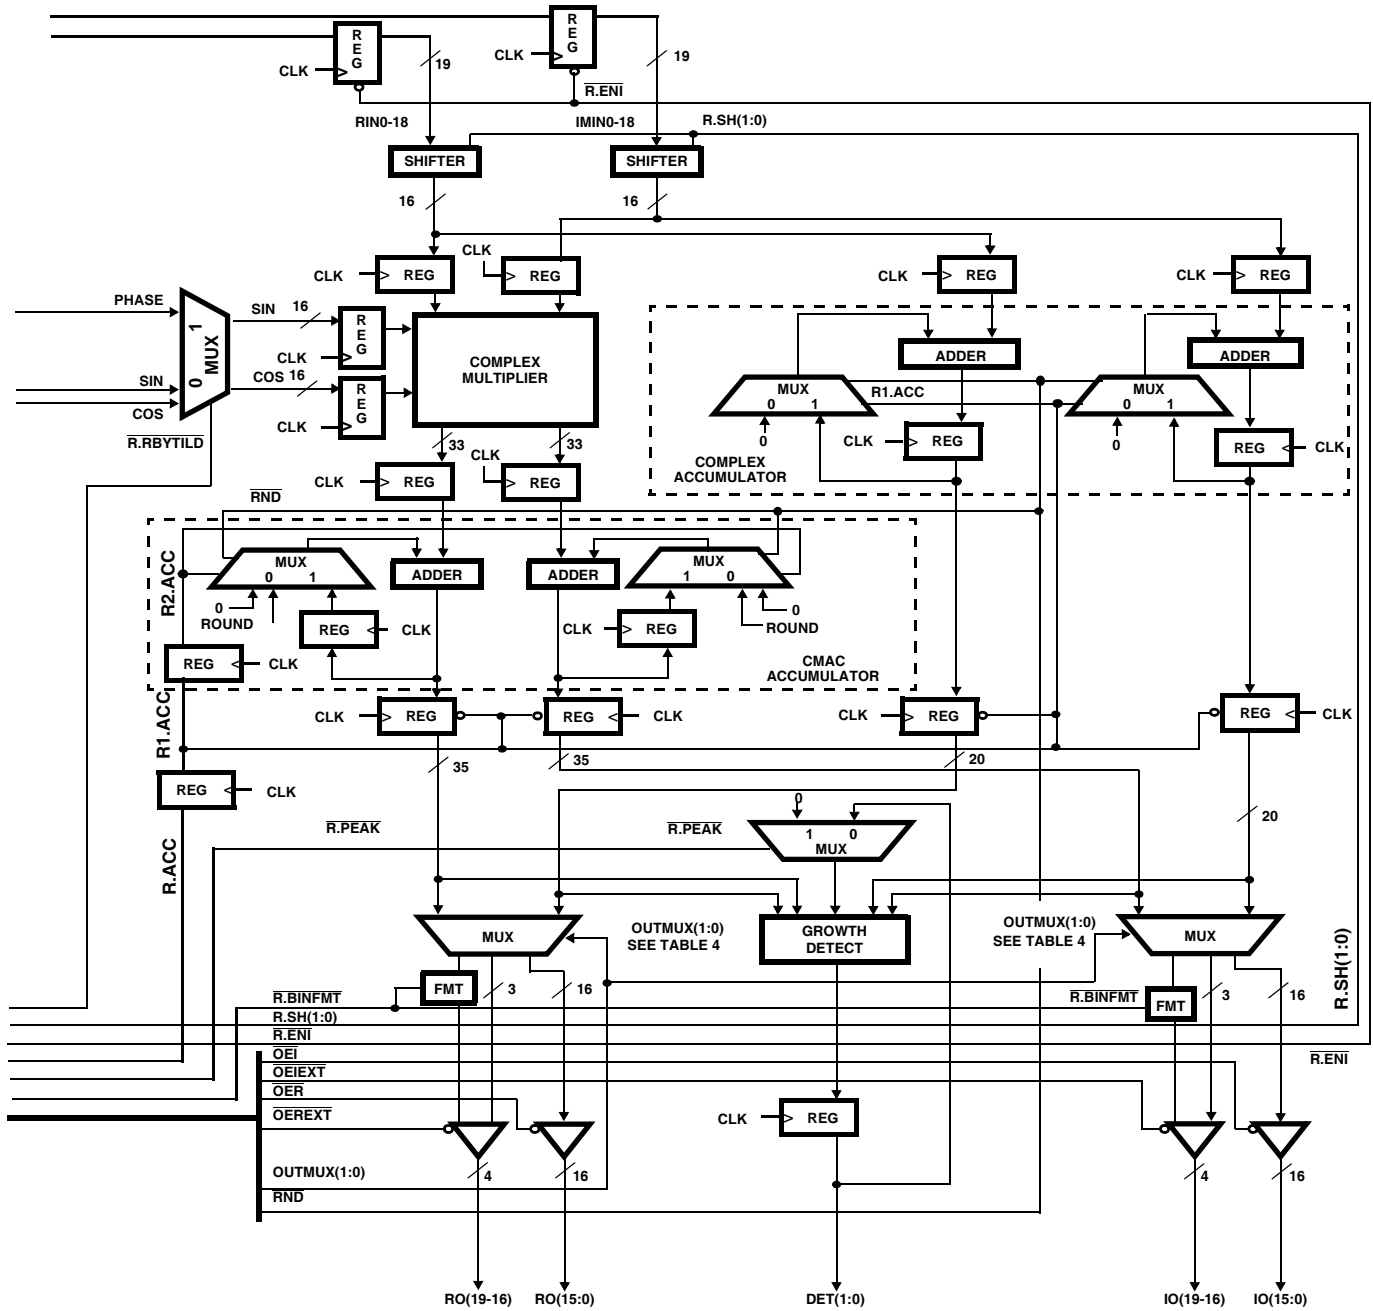 R
E
G
CLK
R
E
G
CLK
19
19
R.ENI
RIN0-18
IMIN0-18
R.SH(1:0)
SHIFTER
SHIFTER
16
16
CLK
REG
CLK
REG
CLK
REG
CLK
REG
PHASE
SIN
COS
MUX
1
0
R.RBYTILD
SIN
16
R
E
G
CLK
COS
16
R
E
G
CLK
COMPLEX
MULTIPLIER
ADDER
ADDER
MUX
0
1
0
R1.ACC
MUX
0
1
0
CLK
REG
REG
CLK
COMPLEX
ACCUMULATOR
33
33
CLK
REG
CLK
REG
RND
MUX
0
1
0
ROUND
ADDER
ADDER
MUX
1
0
0
ROUND
REG
CLK
CLK
REG
R2.ACC
REG
CLK
CMAC
ACCUMULATOR
R1.ACC
CLK
REG
REG
CLK
CLK
REG
REG
CLK
35
35
20
20
REG
CLK
R.ACC
R.PEAK
R.PEAK
0
1
0
MUX
MUX
OUTMUX(1:0)
SEE TABLE 4
GROWTH
DETECT
OUTMUX(1:0)
SEE TABLE 4
MUX
R.SH(1:0)
FMT
3
16
R.BINFMT
FMT
3
16
R.BINFMT
R.SH(1:0)
R.ENI
OEI
OEIEXT
OER
OEREXT
R.ENI
CLK
REG
4
16
4
16
OUTMUX(1:0)
RND
RO(19-16)
RO(15:0)
DET(1:0)
IO(19-16)
IO(15:0)